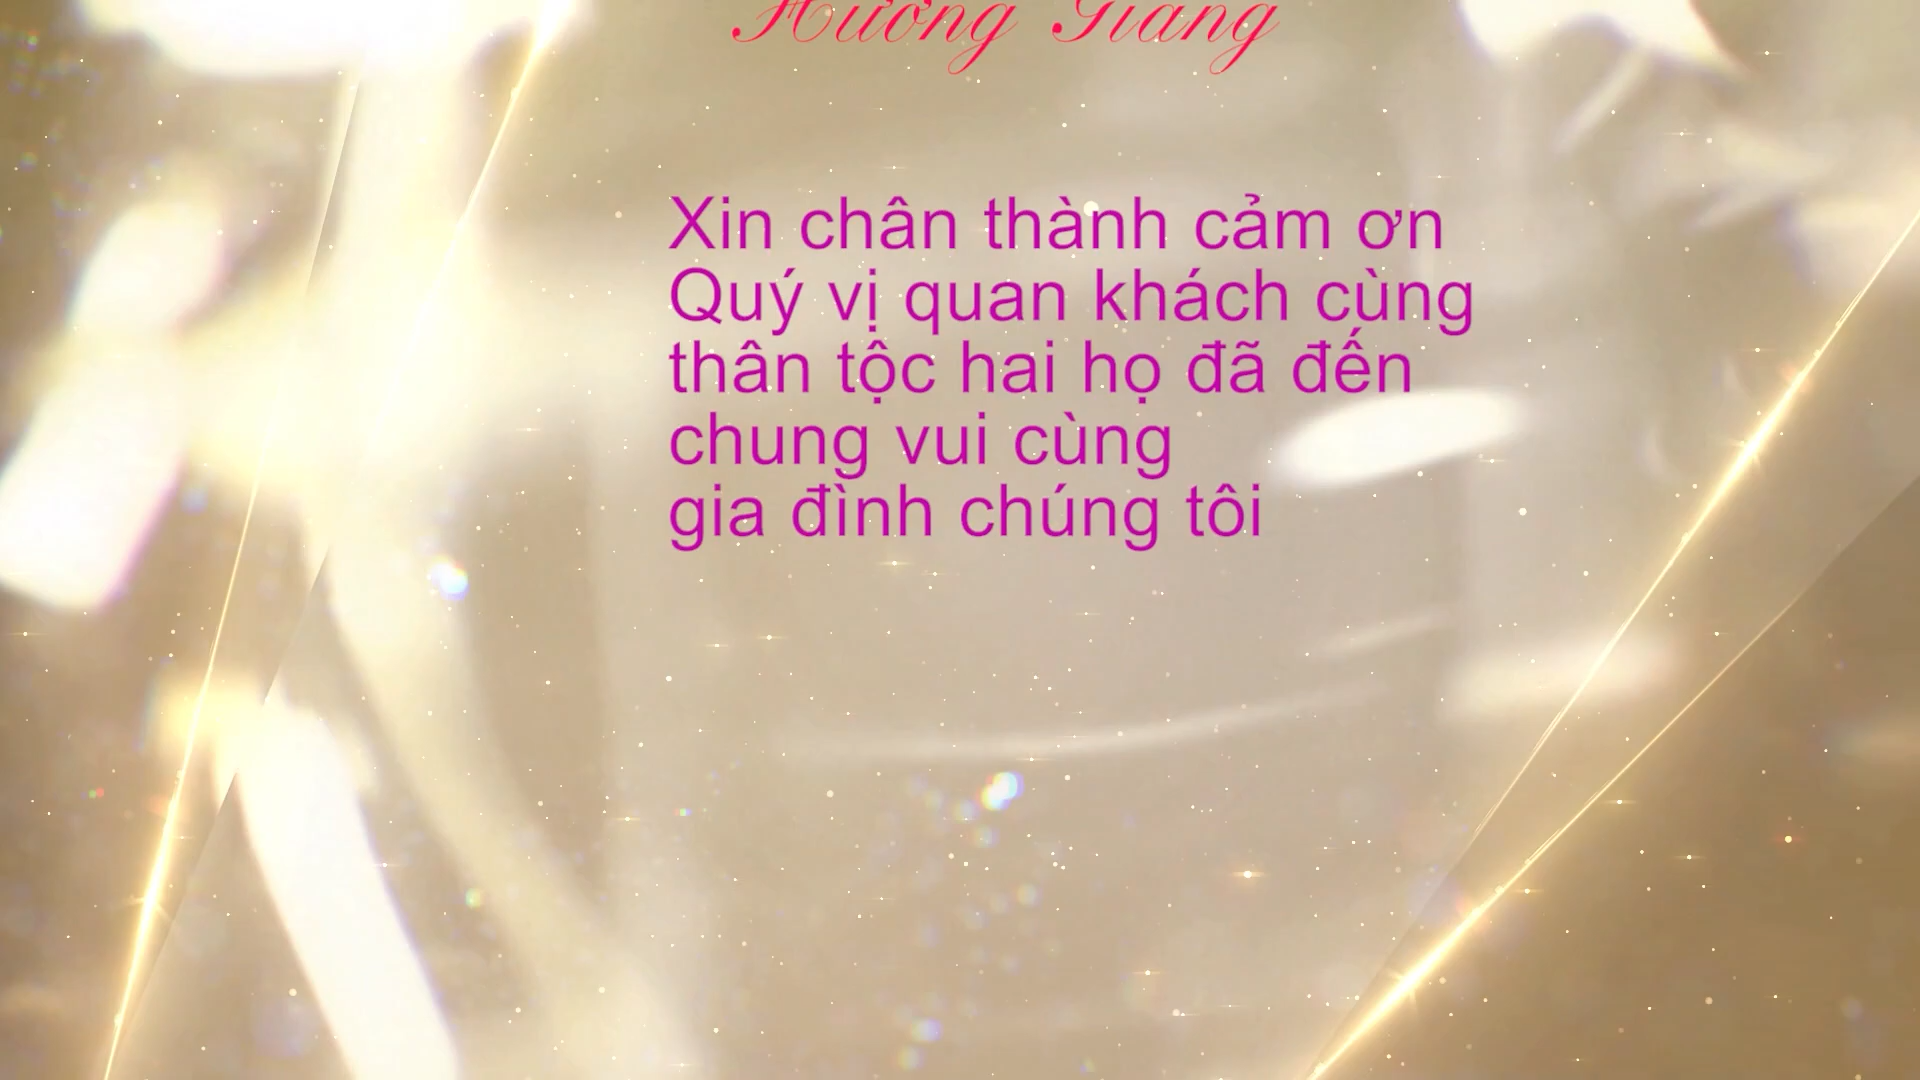 Hương Giang
Xin chân thành cảm ơn
Quý vị quan khách cùng
thân tộc hai họ đã đến
chung vui cùng
gia đình chúng tôi